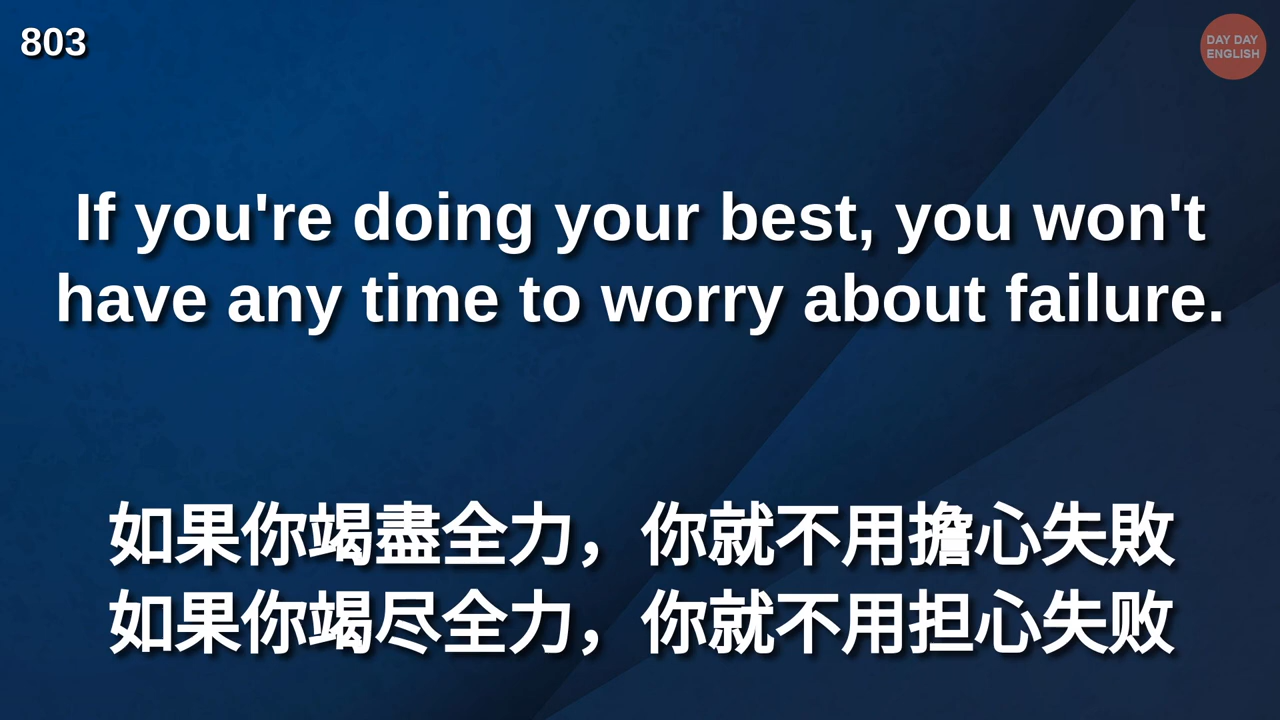 803
DAY DAY
ENGLISH
If you're doing your best, you won't
have any time to worry about failure.
如果你竭盡全力，你就不用擔心失敗
如果你竭尽全力，你就不用担心失败